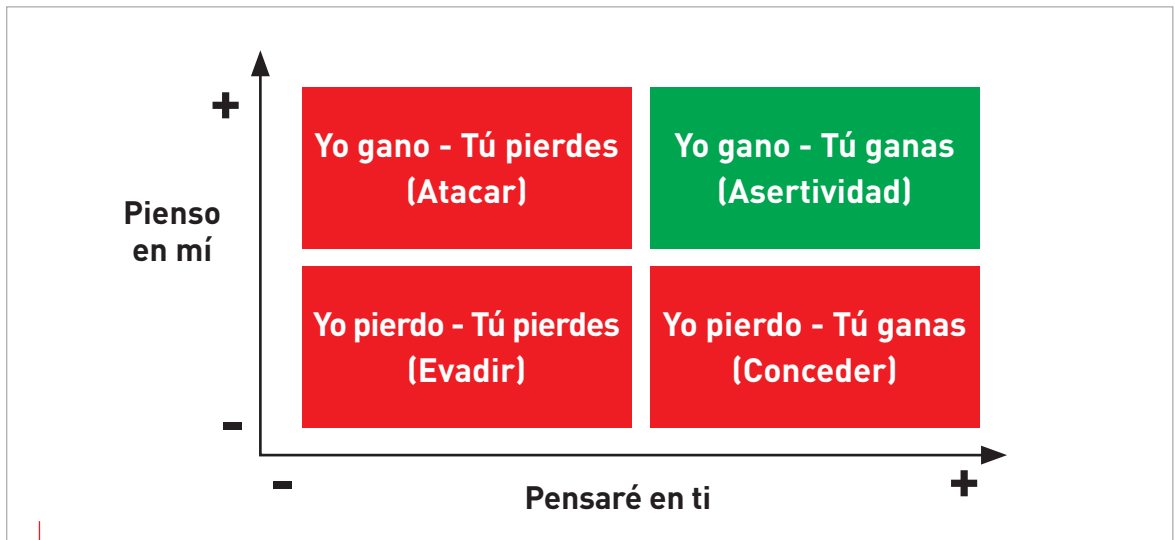 +
Yo gano - Tú pierdes
(Atacar)
Yo gano - Tú ganas
(Asertividad)
Pienso
en mí
Yo pierdo - Tú pierdes
(Evadir)
Yo pierdo - Tú ganas
(Conceder)
-
-
Pensaré en ti
+